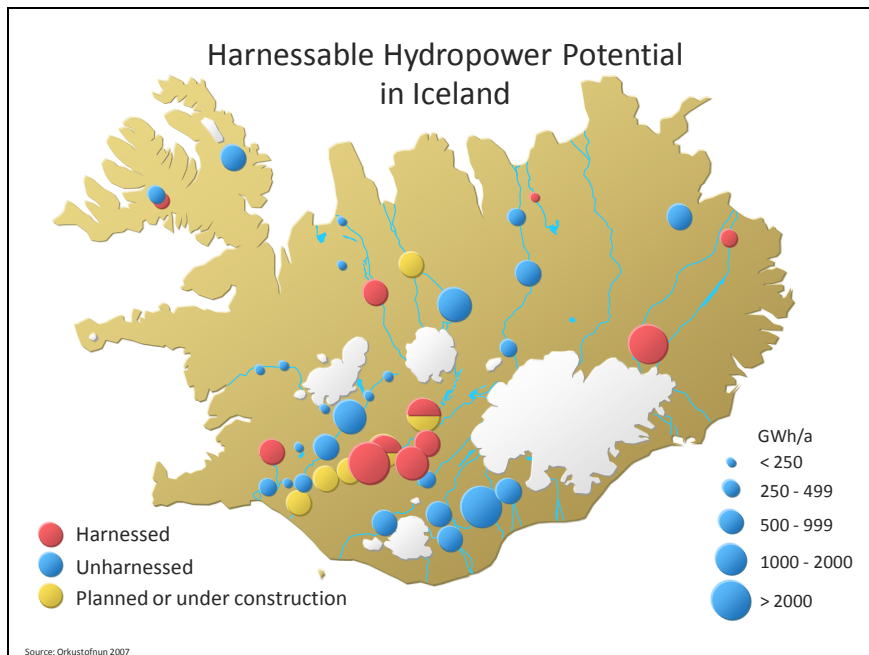 Harnessable Hydropower Potential
in Iceland
GWh/a
< 250
250 - 499
500 - 999
1000 - 2000
> 2000
Harnessed
Unharnessed
Planned or under construction
Source: Orkustofnun 2007